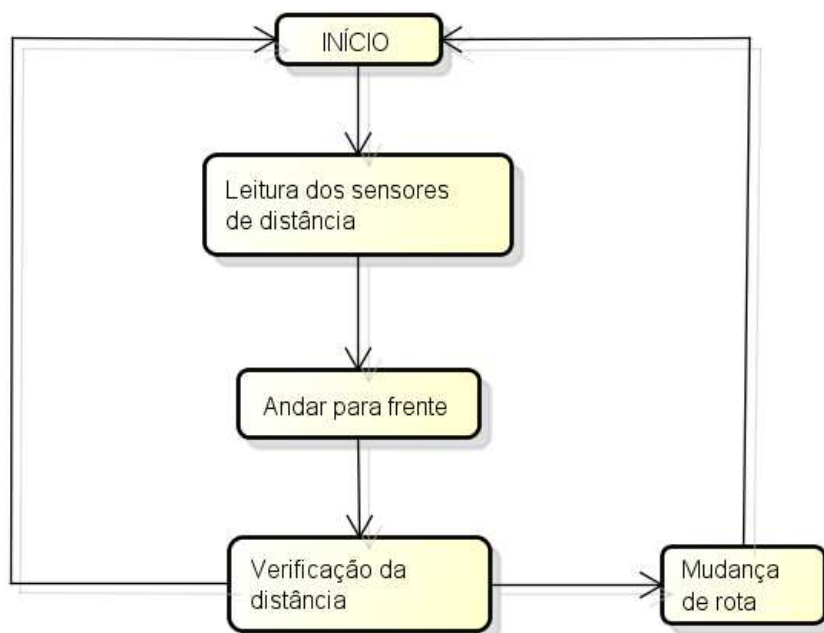 INÍCIO
Leitura dos sensores
de distância
Andar para frente
Verificação da
distância
Mudança
de rota